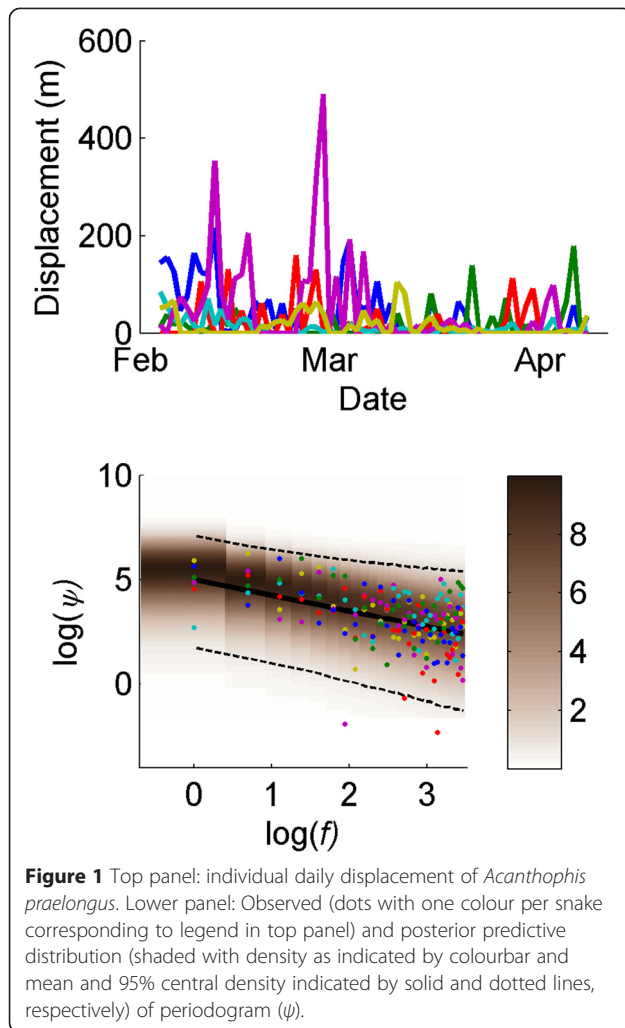 600
400
200
0
Displacement (m)
Feb Mar Apr
Date
10
5
0
log(ψ)
0 1 2 3
log(f)
8
6
4
2
Figure 1 Top panel: individual daily displacement of Acanthophis
praelongus. Lower panel: Observed (dots with one colour per snake
corresponding to legend in top panel) and posterior predictive
distribution (shaded with density as indicated by colourbar and
mean and 95% central density indicated by solid and dotted lines,
respectively) of periodogram (ψ).